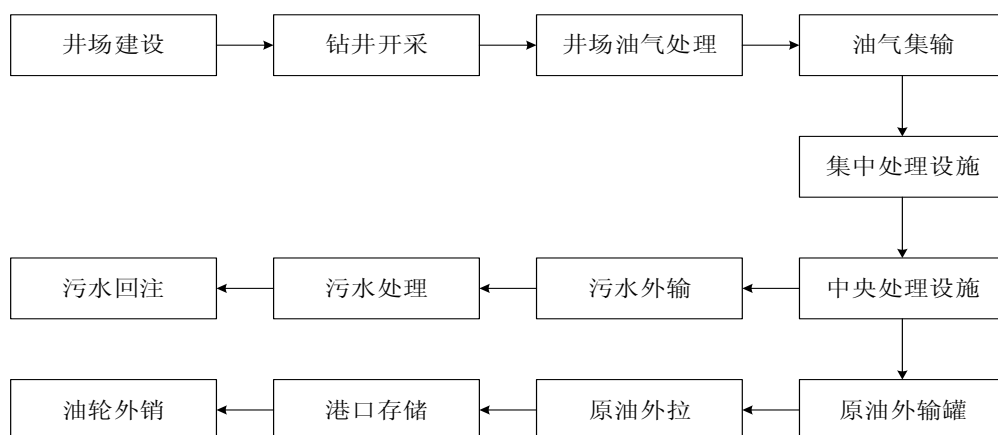 井场建设
钻井开采
井场油气处理
油气集输
集中处理设施
污水回注
污水处理
污水外输
中央处理设施
油轮外销
港口存储
原油外拉
原油外输罐